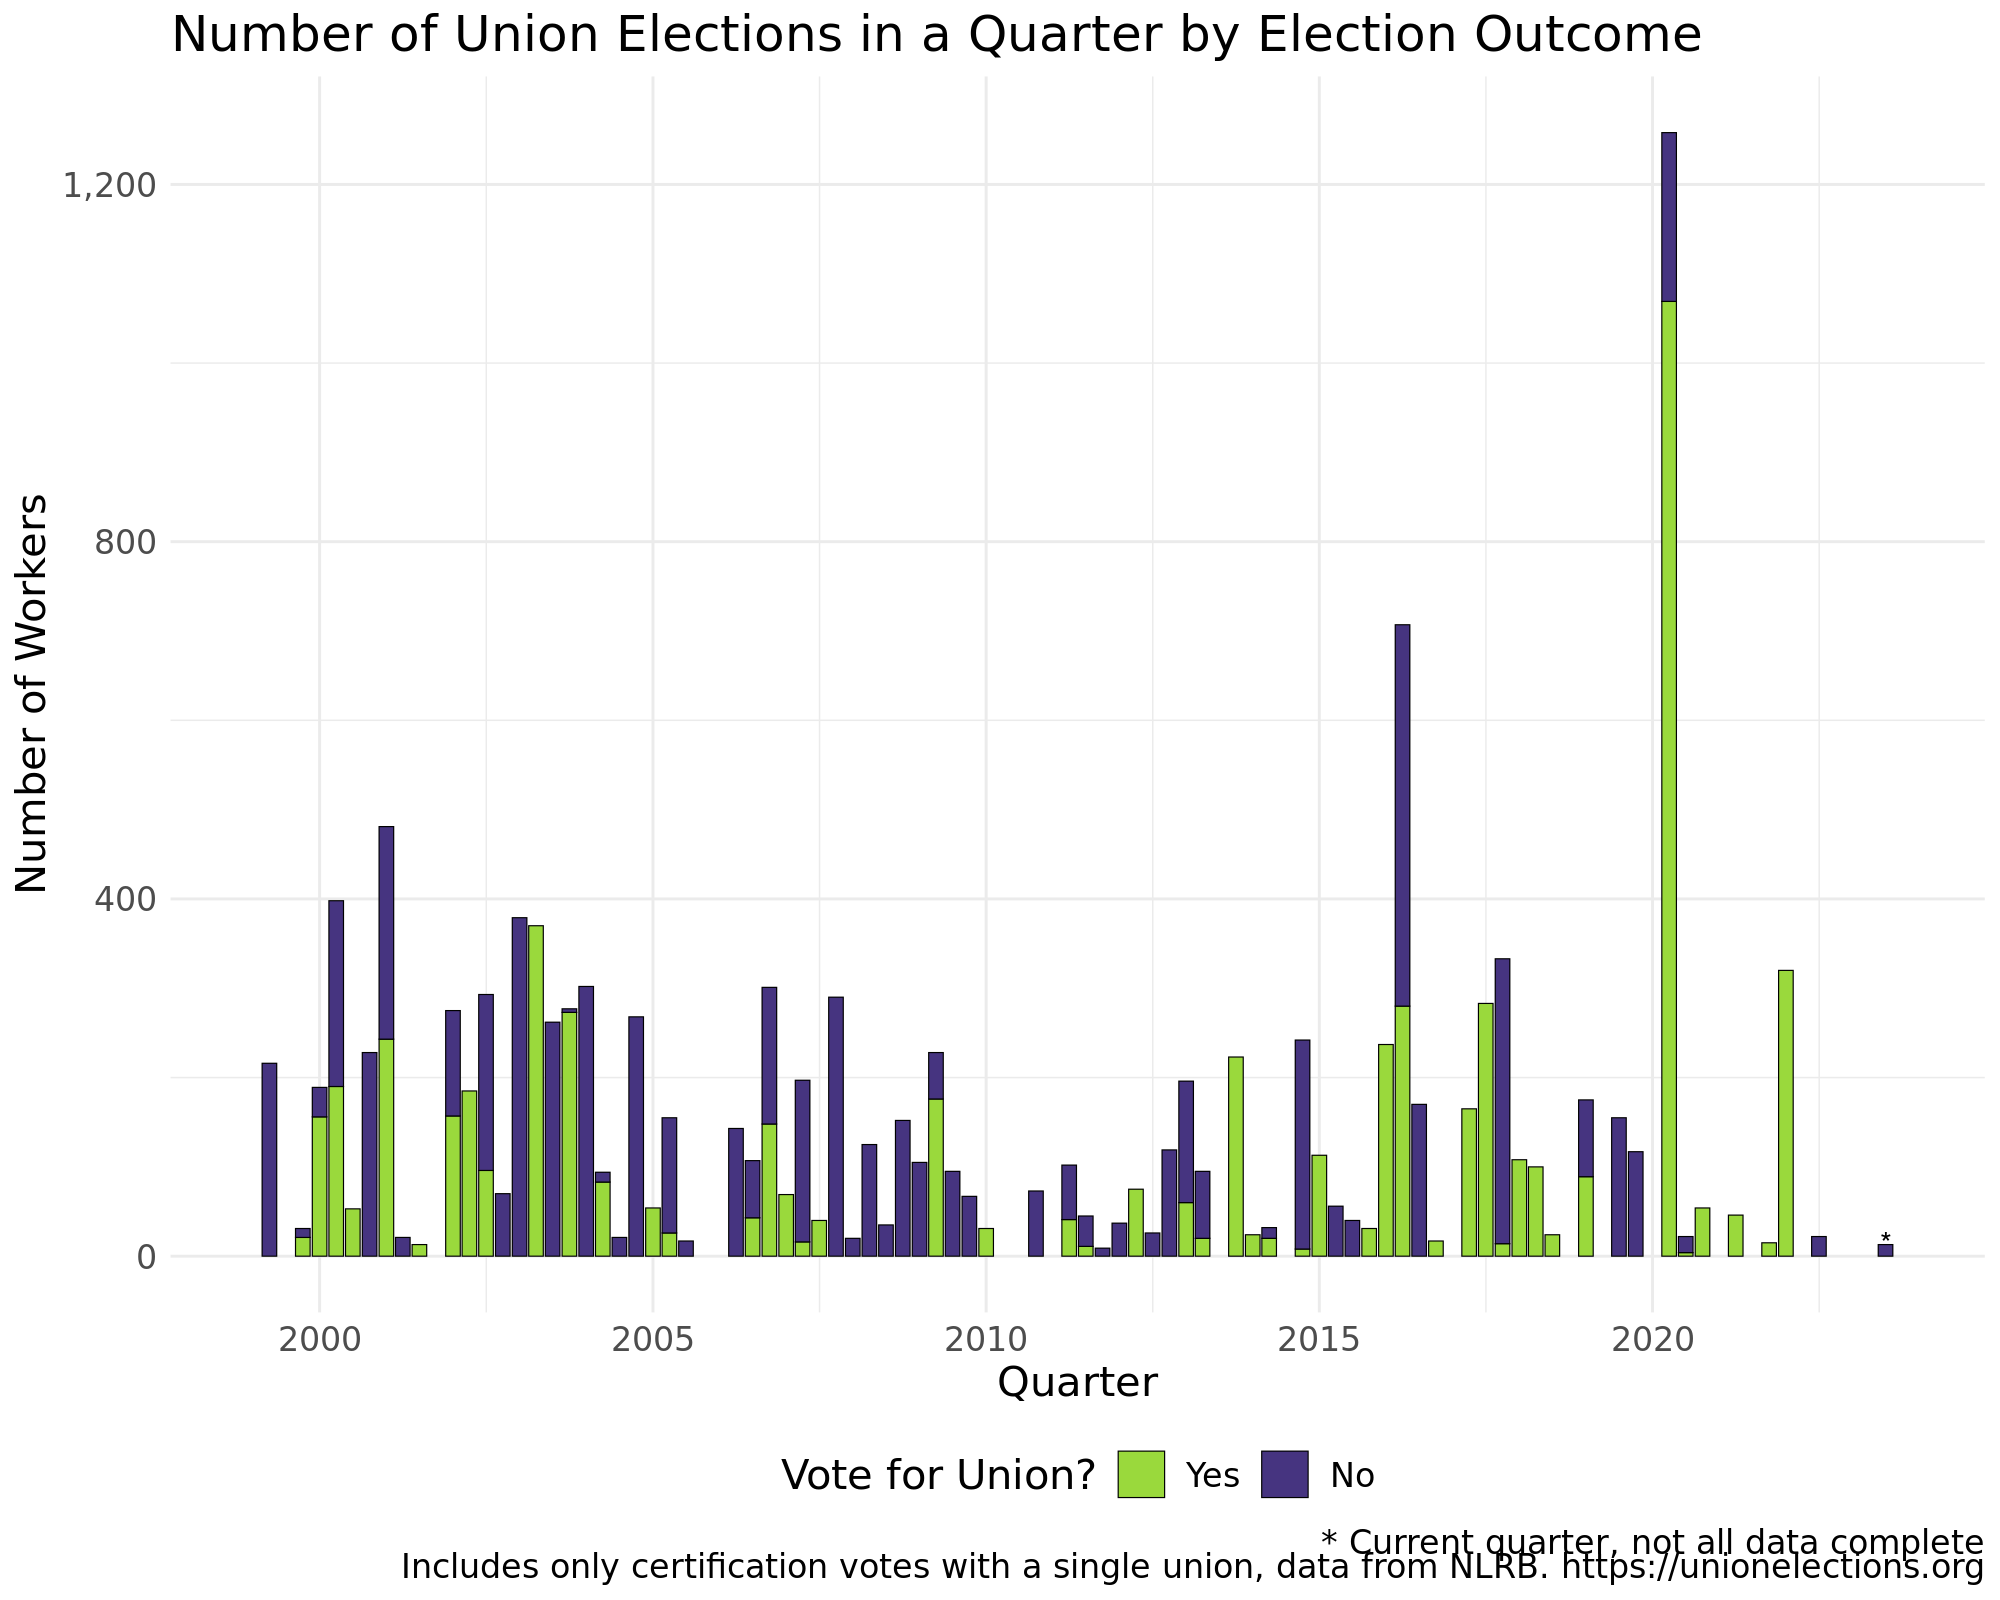 Number of Union Elections in a Quarter by Election Outcome
1,200
800
400
0
Number of Workers
*
2000 2005 2010 2015 2020
Quarter
Vote for Union? Yes No
* Current quarter, not all data complete
Includes only certification votes with a single union, data from NLRB. https://unionelections.org